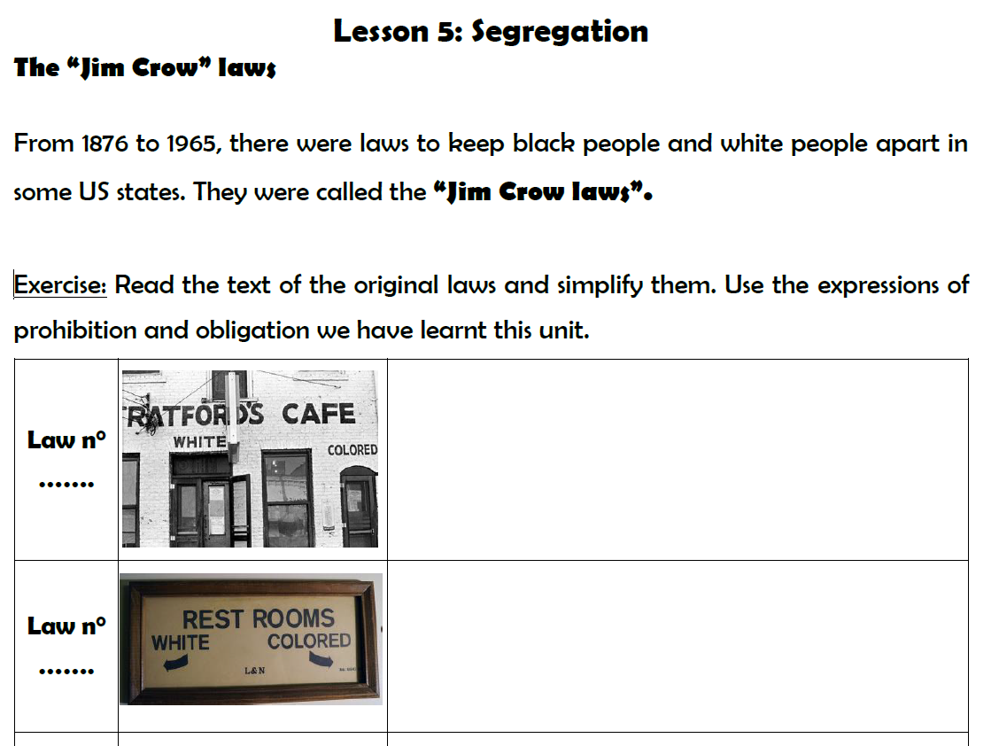 Lesson 5: Segregation
The “Jim Crow” laws
From 1876 to 1965, there were laws to keep black people and white people apart in
some US states. They were called the “Jim Crow laws”.
Exercise: Read the text of the original laws and simplify them. Use the expressions of
prohibition and obligation we have learnt this unit.
Law nº
.......
RATFORD'S CAFE
WHITE
COLORED
Law nº
.......
REST ROOMS
WHITE COLORED
L&N